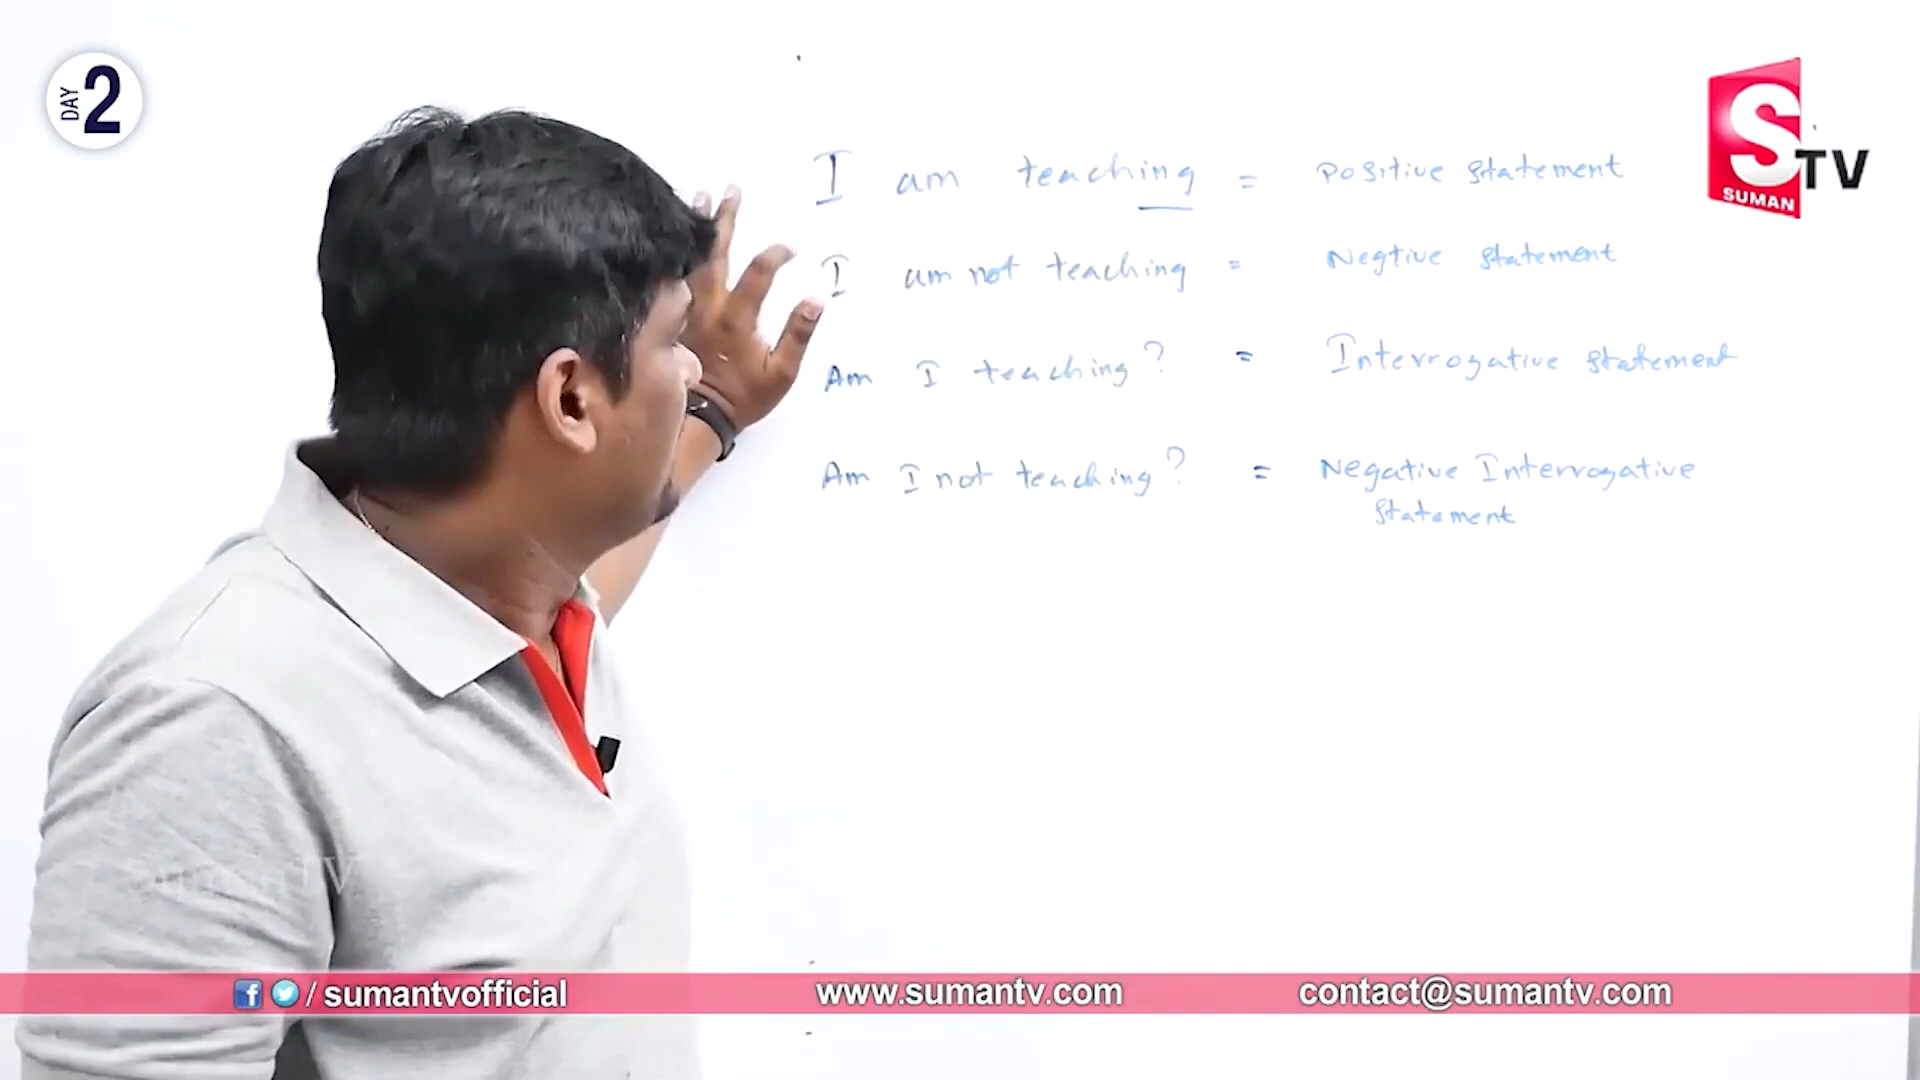 DAY 2
S TV
SUMAN
I am teaching = Positive Statement
I am not teaching = Negtive Statement
Am I teaching? = Interrogative Statement
Am I not teaching? = Negative Interrogative
Statement
SumanTV
/ sumantvofficial
www.sumantv.com
contact@sumantv.com